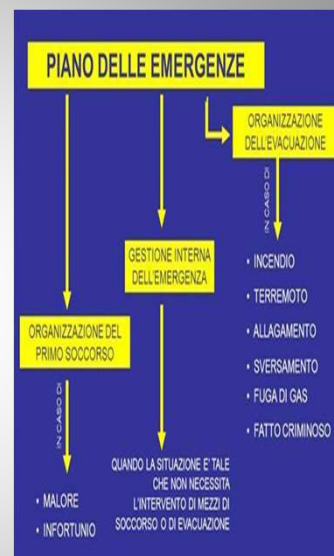 PIANO DELLE EMERGENZE
ORGANIZZAZIONE
DELL'EVACUAZIONE
IN CASO DI
• INCENDIO
• TERREMOTO
• ALLAGAMENTO
• SVERSAMENTO
• FUGA DI GAS
• FATTO CRIMINOSO
GESTIONE INTERNA
DELL'EMERGENZA
QUANDO LA SITUAZIONE E' TALE
CHE NON NECESSITA
L'INTERVENTO DI MEZZI DI
SOCCORSO O DI EVACUAZIONE
ORGANIZZAZIONE DEL
PRIMO SOCCORSO
IN CASO DI
• MALORE
• INFORTUNIO